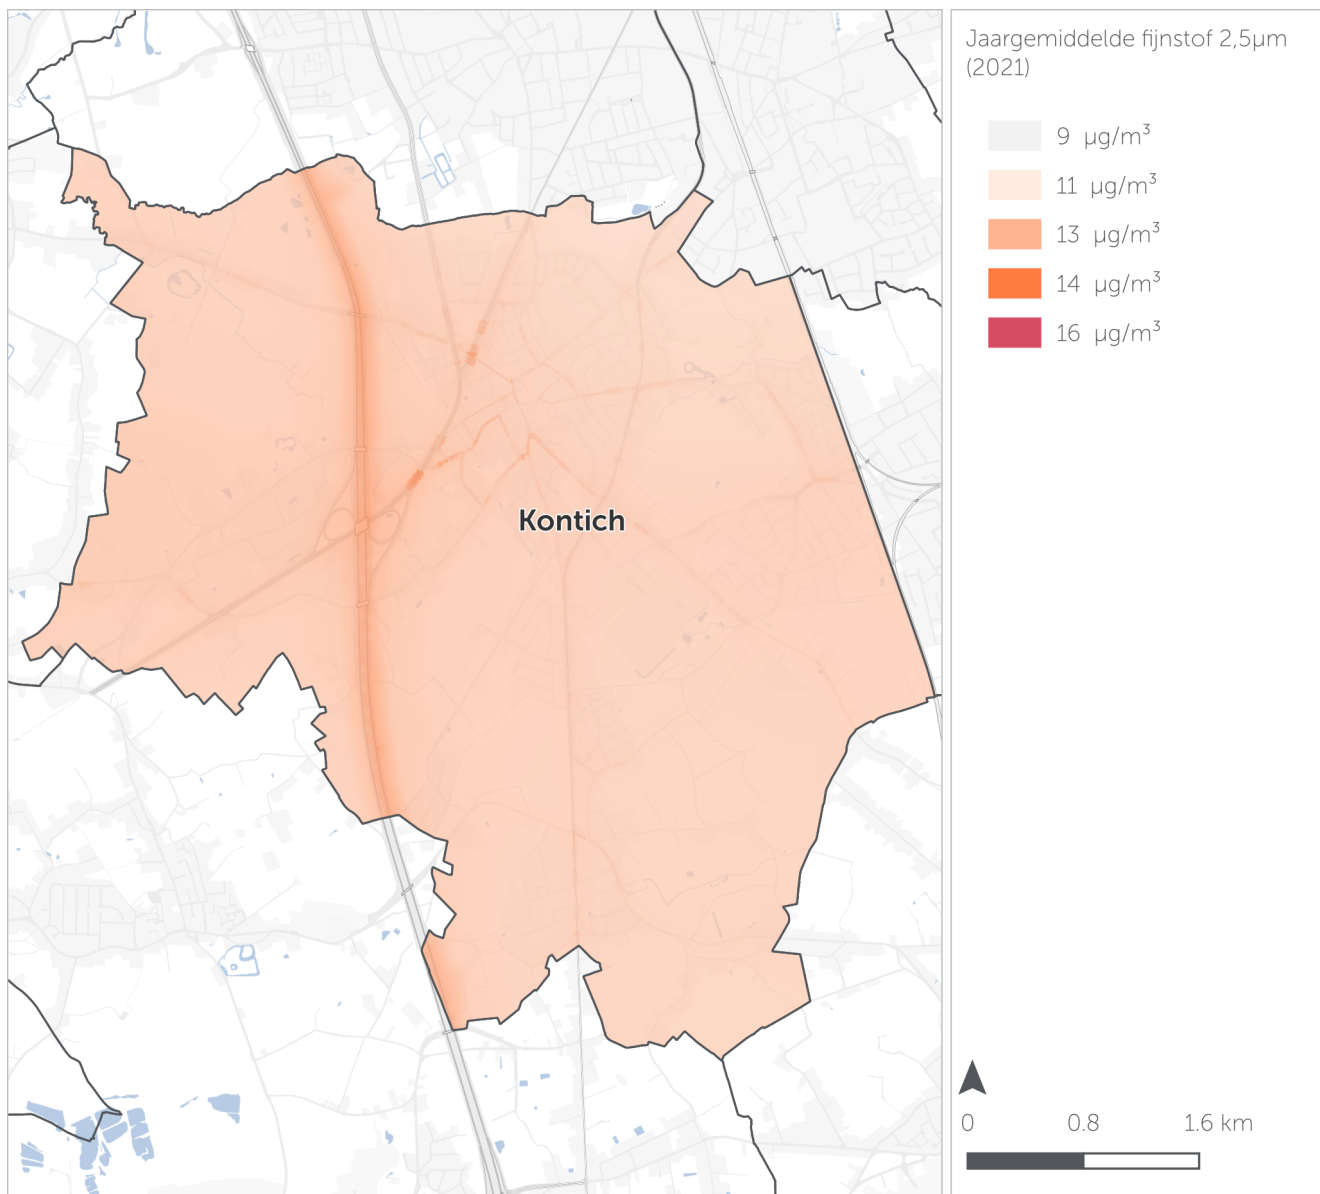 Jaargemiddelde fijnstof 2,5µm
(2021)
9 µg/m³
11 µg/m³
13 µg/m³
14 µg/m³
16 µg/m³
Kontich
0 0.8 1.6 km